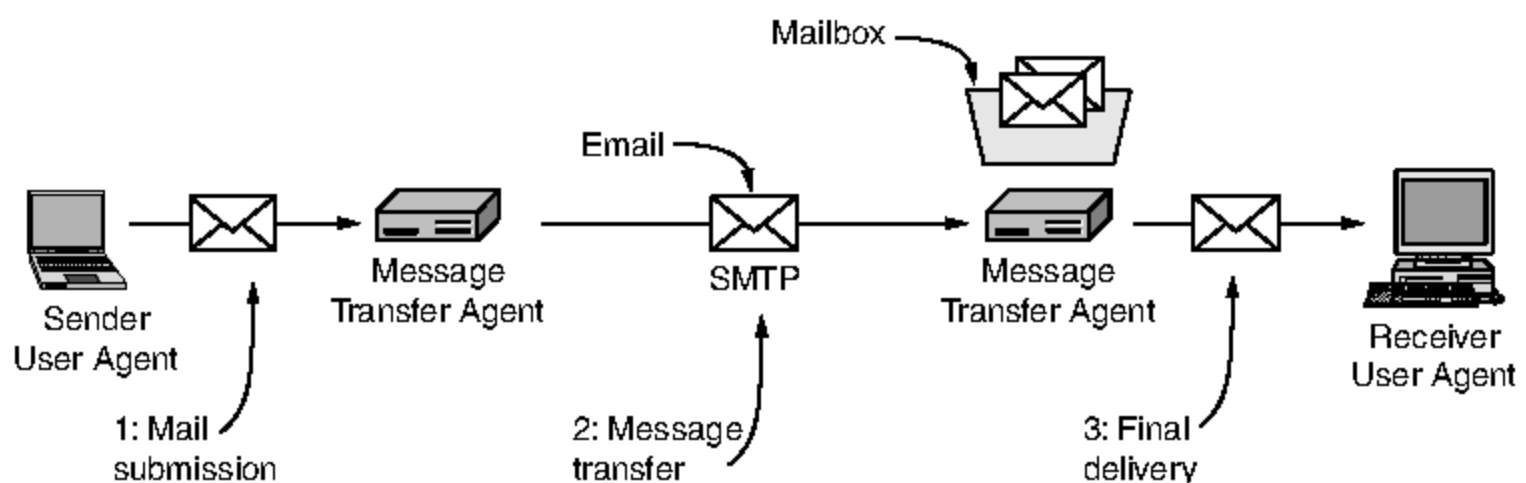 Mailbox
Email
SMTP
Message
Transfer Agent
Message
Transfer Agent
Sender
User Agent
Receiver
User Agent
1: Mail
submission
2: Message
transfer
3: Final
delivery